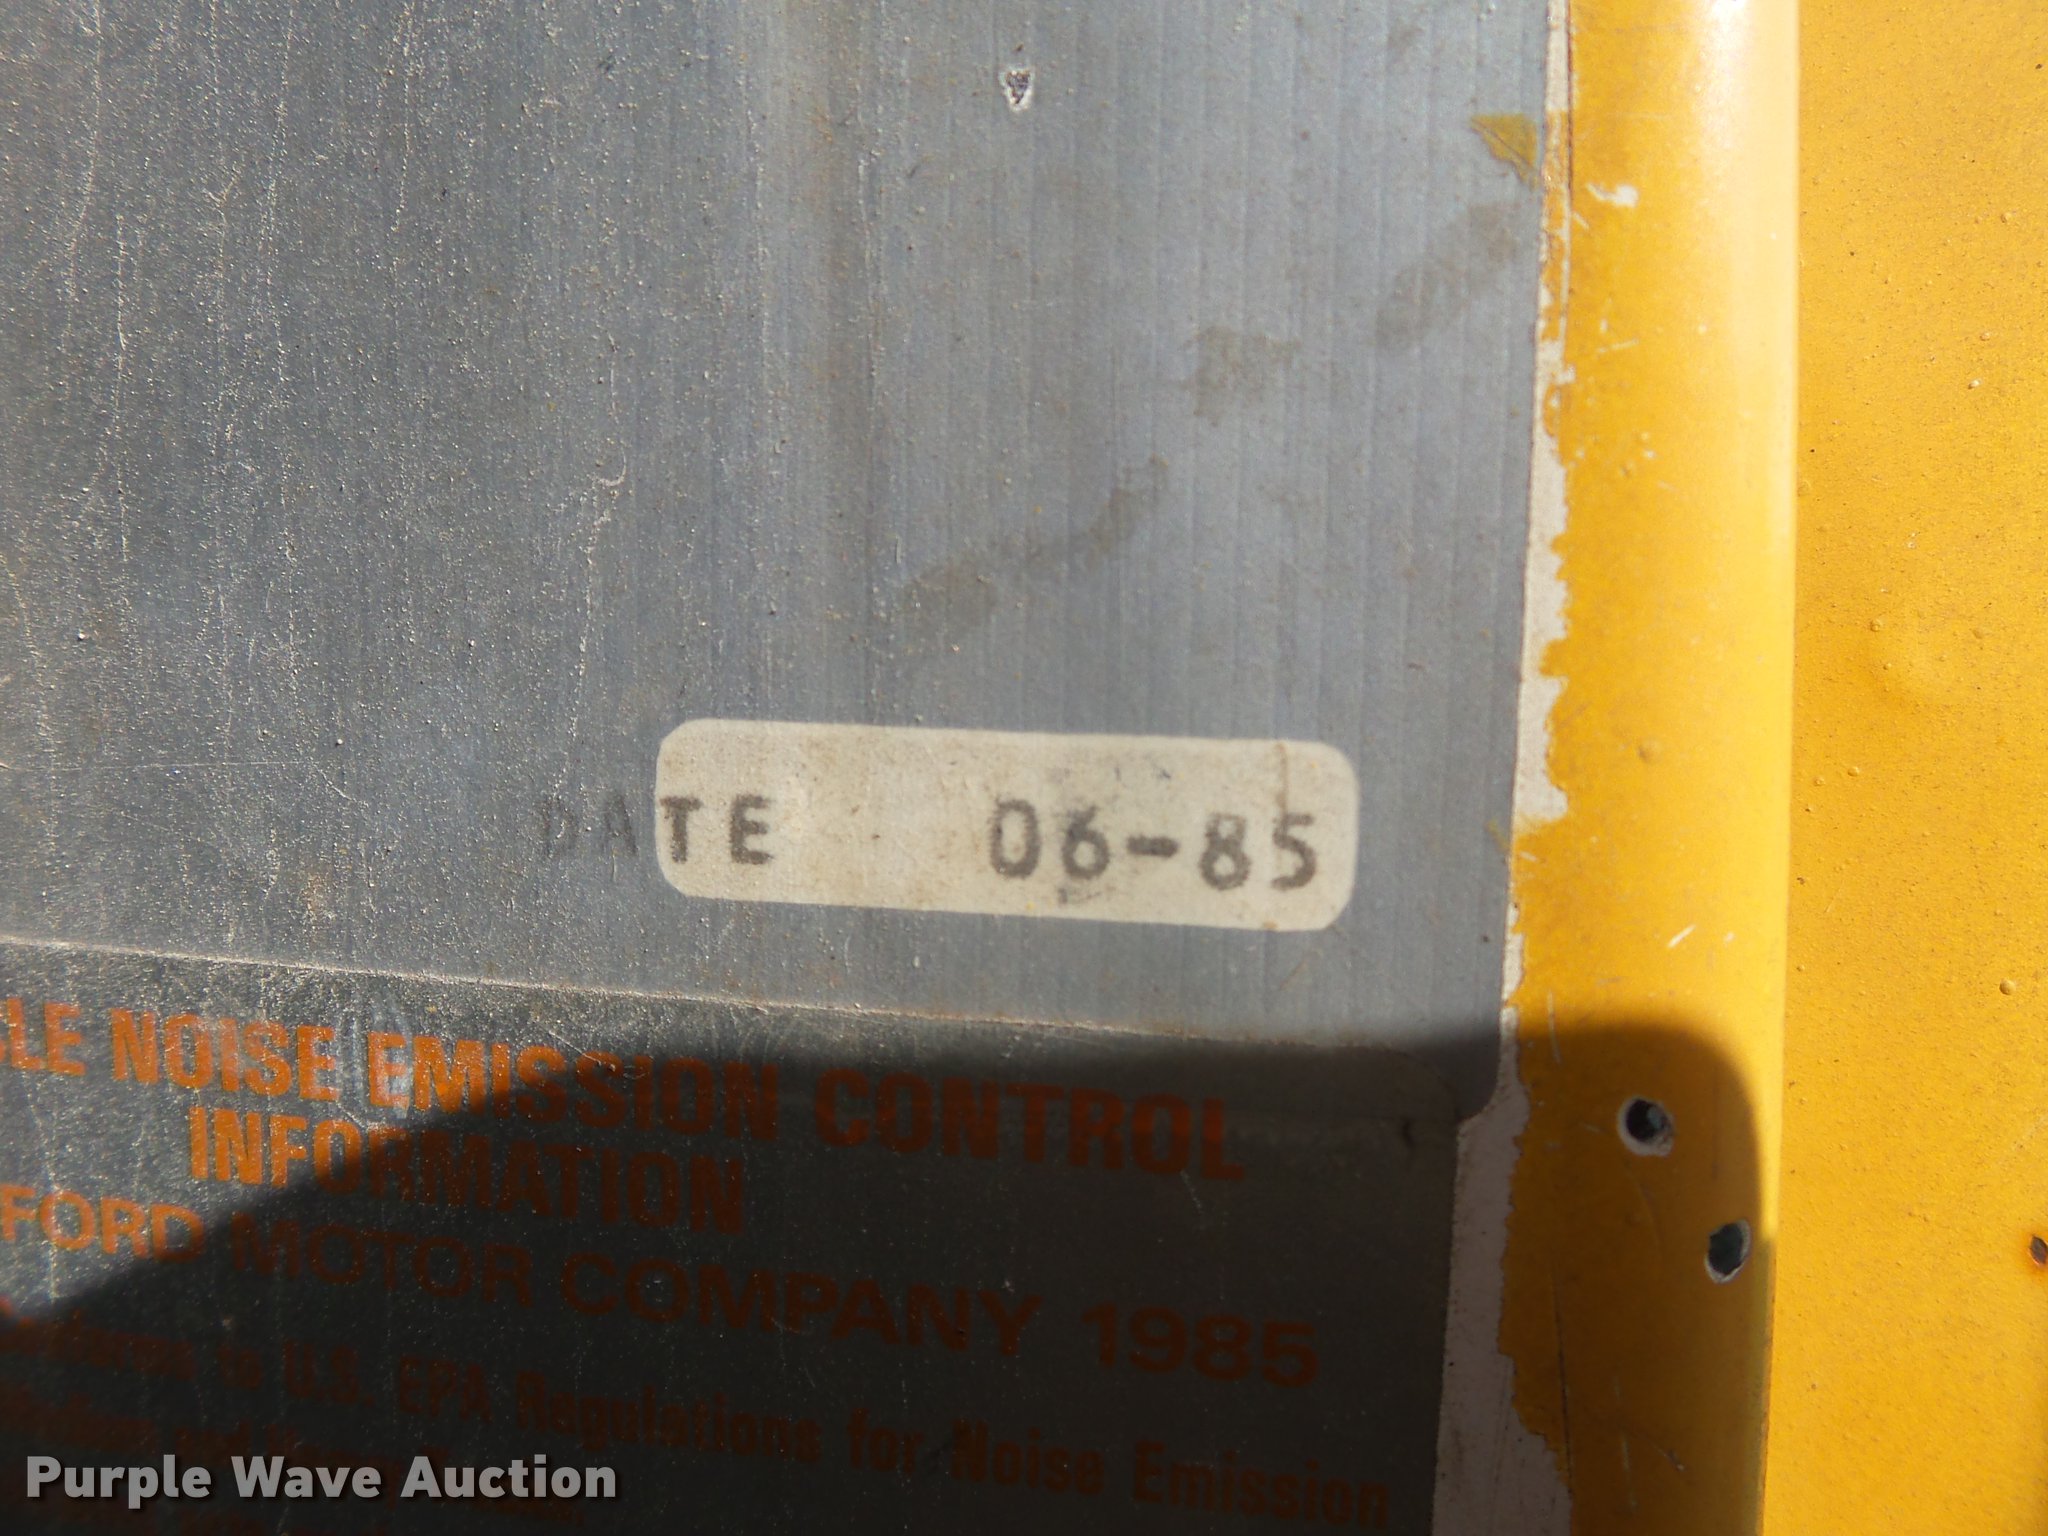 DATE 06-85
NOISE EMISSION CONTROL
INFORMATION
FORD MOTOR COMPANY 1985
to U.S. EPA Regulations for Noise Emission
Purple Wave Auction